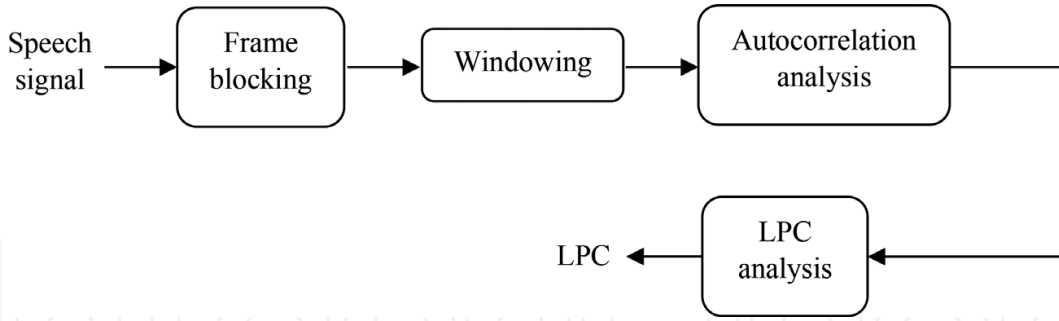 Speech
signal
Frame
blocking
Windowing
Autocorrelation
analysis
LPC
analysis
LPC